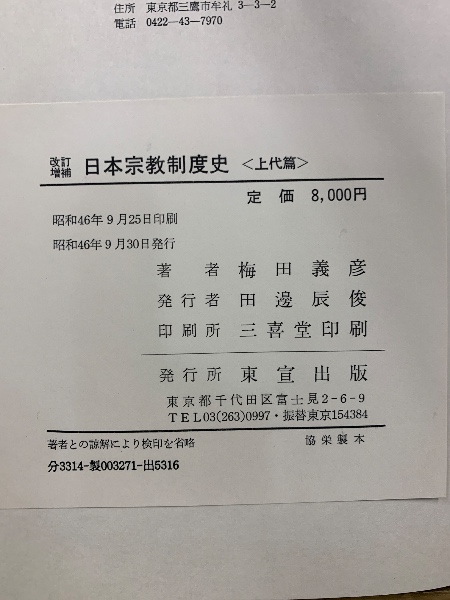 住所 東京都三鷹市牟礼 3-3-2
電話 0422-43-7970
改訂増補 日本宗教制度史 <上代篇>
定価 8,000円
昭和46年9月25日印刷
昭和46年9月30日発行
著者 梅田義彦
発行者 田邊辰俊
印刷所 三喜堂印刷
発行所 東宣出版
東京都千代田区富士見2-6-9
TEL03(263)0997・振替東京154384
著者との諒解により検印を省略 協栄製本
分3314-製003271-出5316